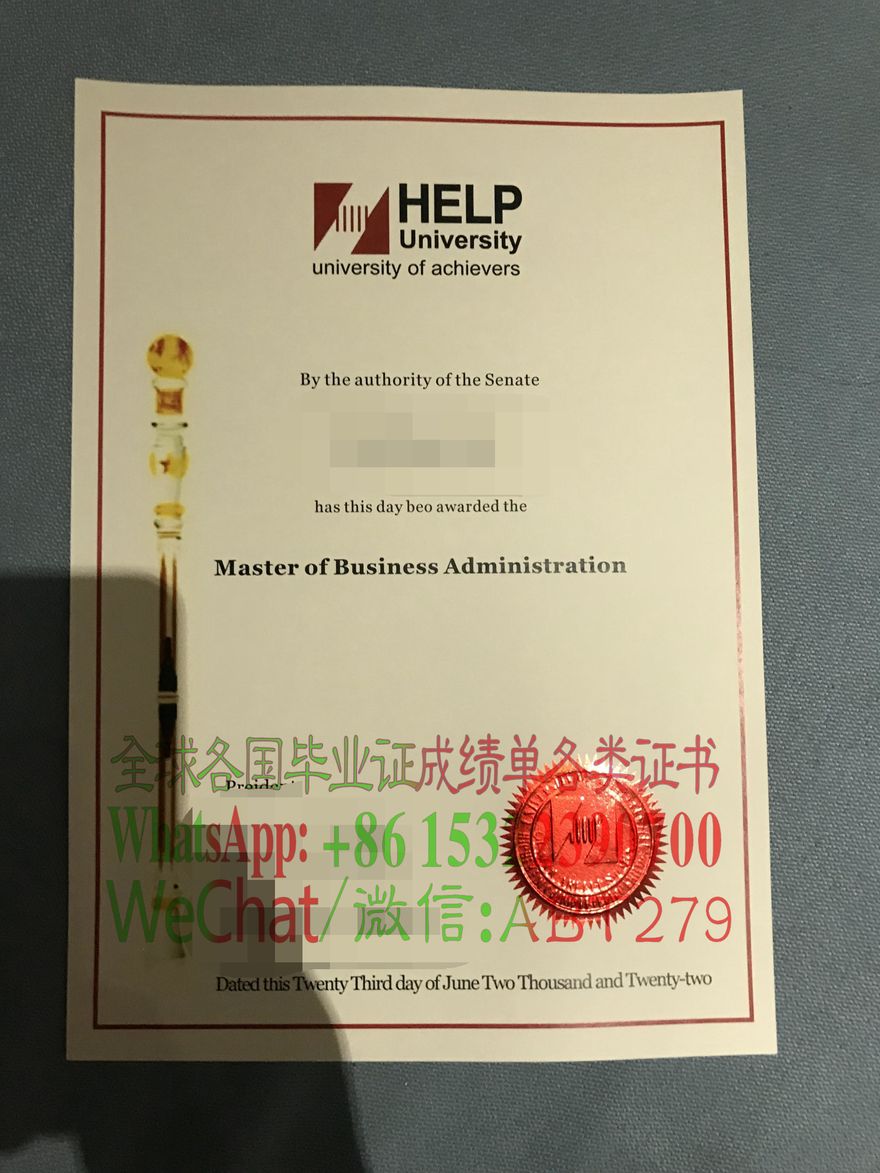 HELP
University
university of achievers
By the authority of the Senate
has this day beo awarded the
Master of Business Administration
全球各国毕业证成绩单各类证书
WhatsApp: +86 153 00
WeChat/微信:
Dated this Twenty Third day of June Two Thousand and Twenty-two